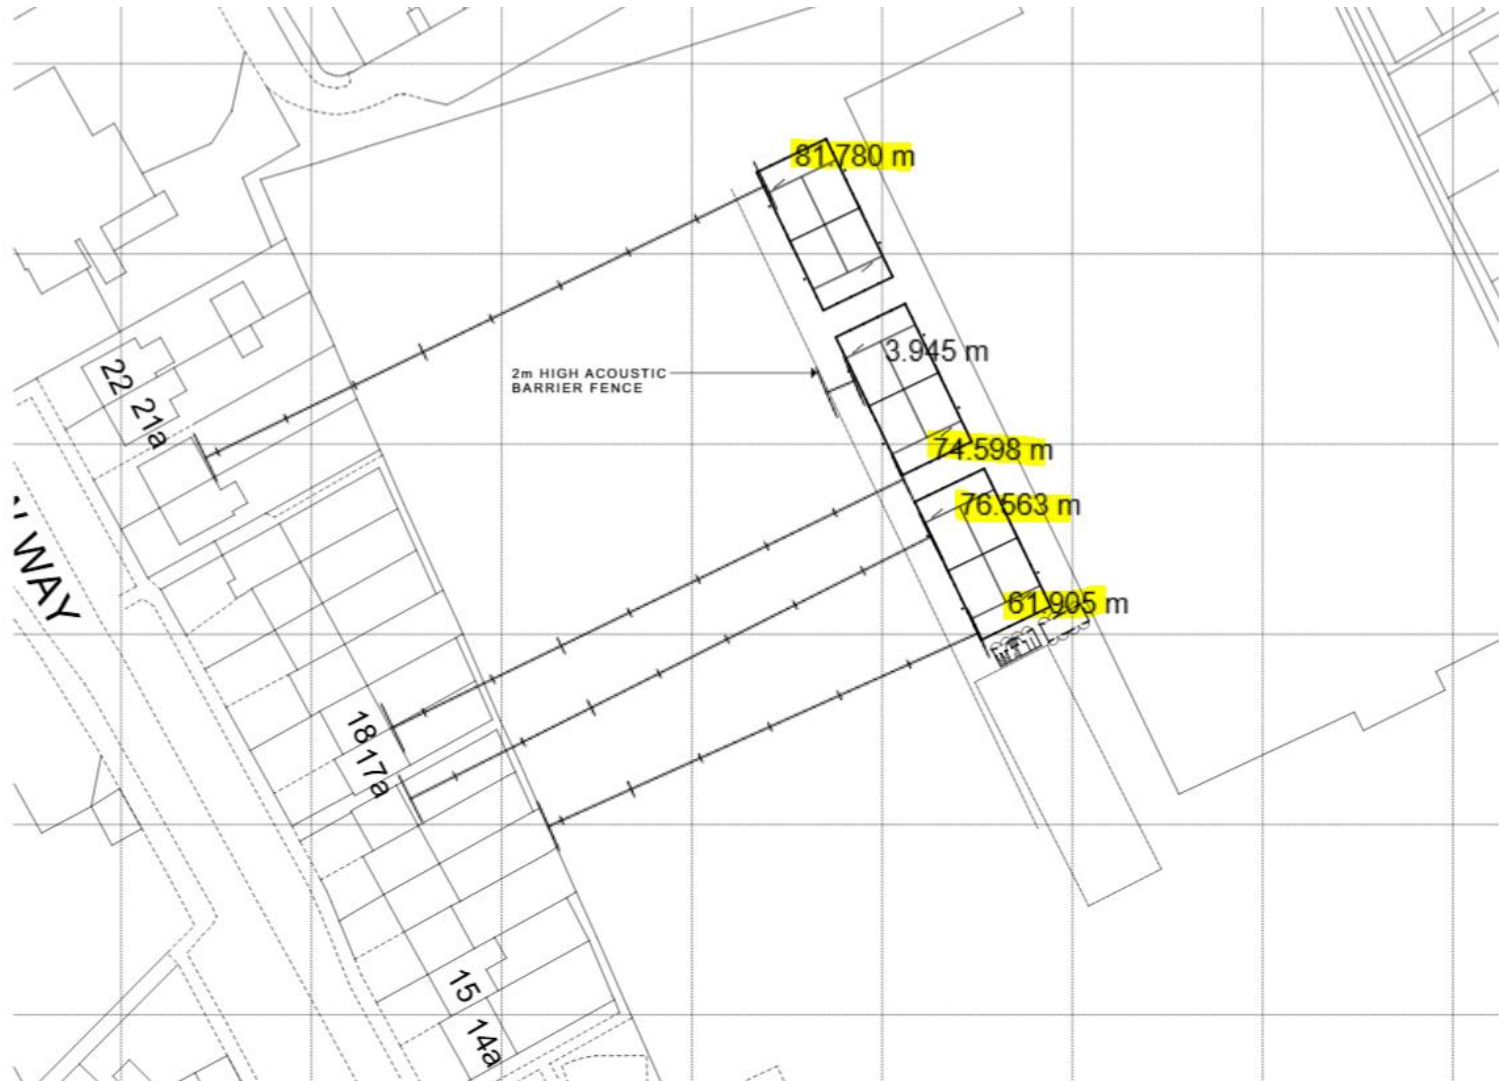 81.780 m
3.945 m
2m HIGH ACOUSTIC
BARRIER FENCE
22
21a
74.598 m
76.563 m
WAY
61.905 m
18
17a
15
14a